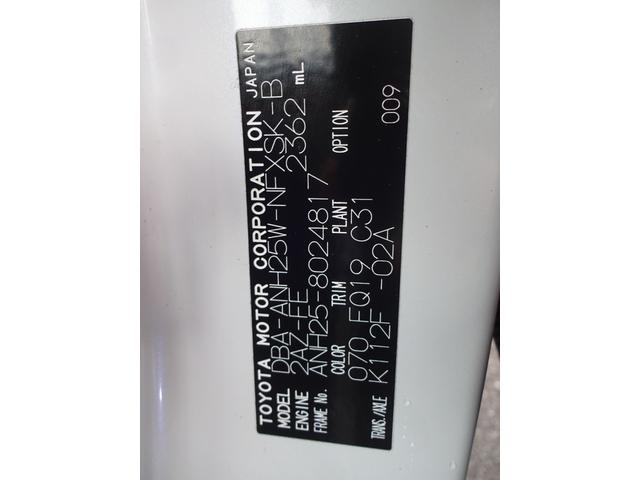 TOYOTA MOTOR CORPORATION JAPAN
MODEL DBA-ANH25W-NFXSK-B
ENGINE 2AZ-FE 2362 mL
FRAME No. ANH25-8024817
COLOR TRIM PLANT OPTION
070 FQ19 C31 009
TRANS./AXLE K112F -02A